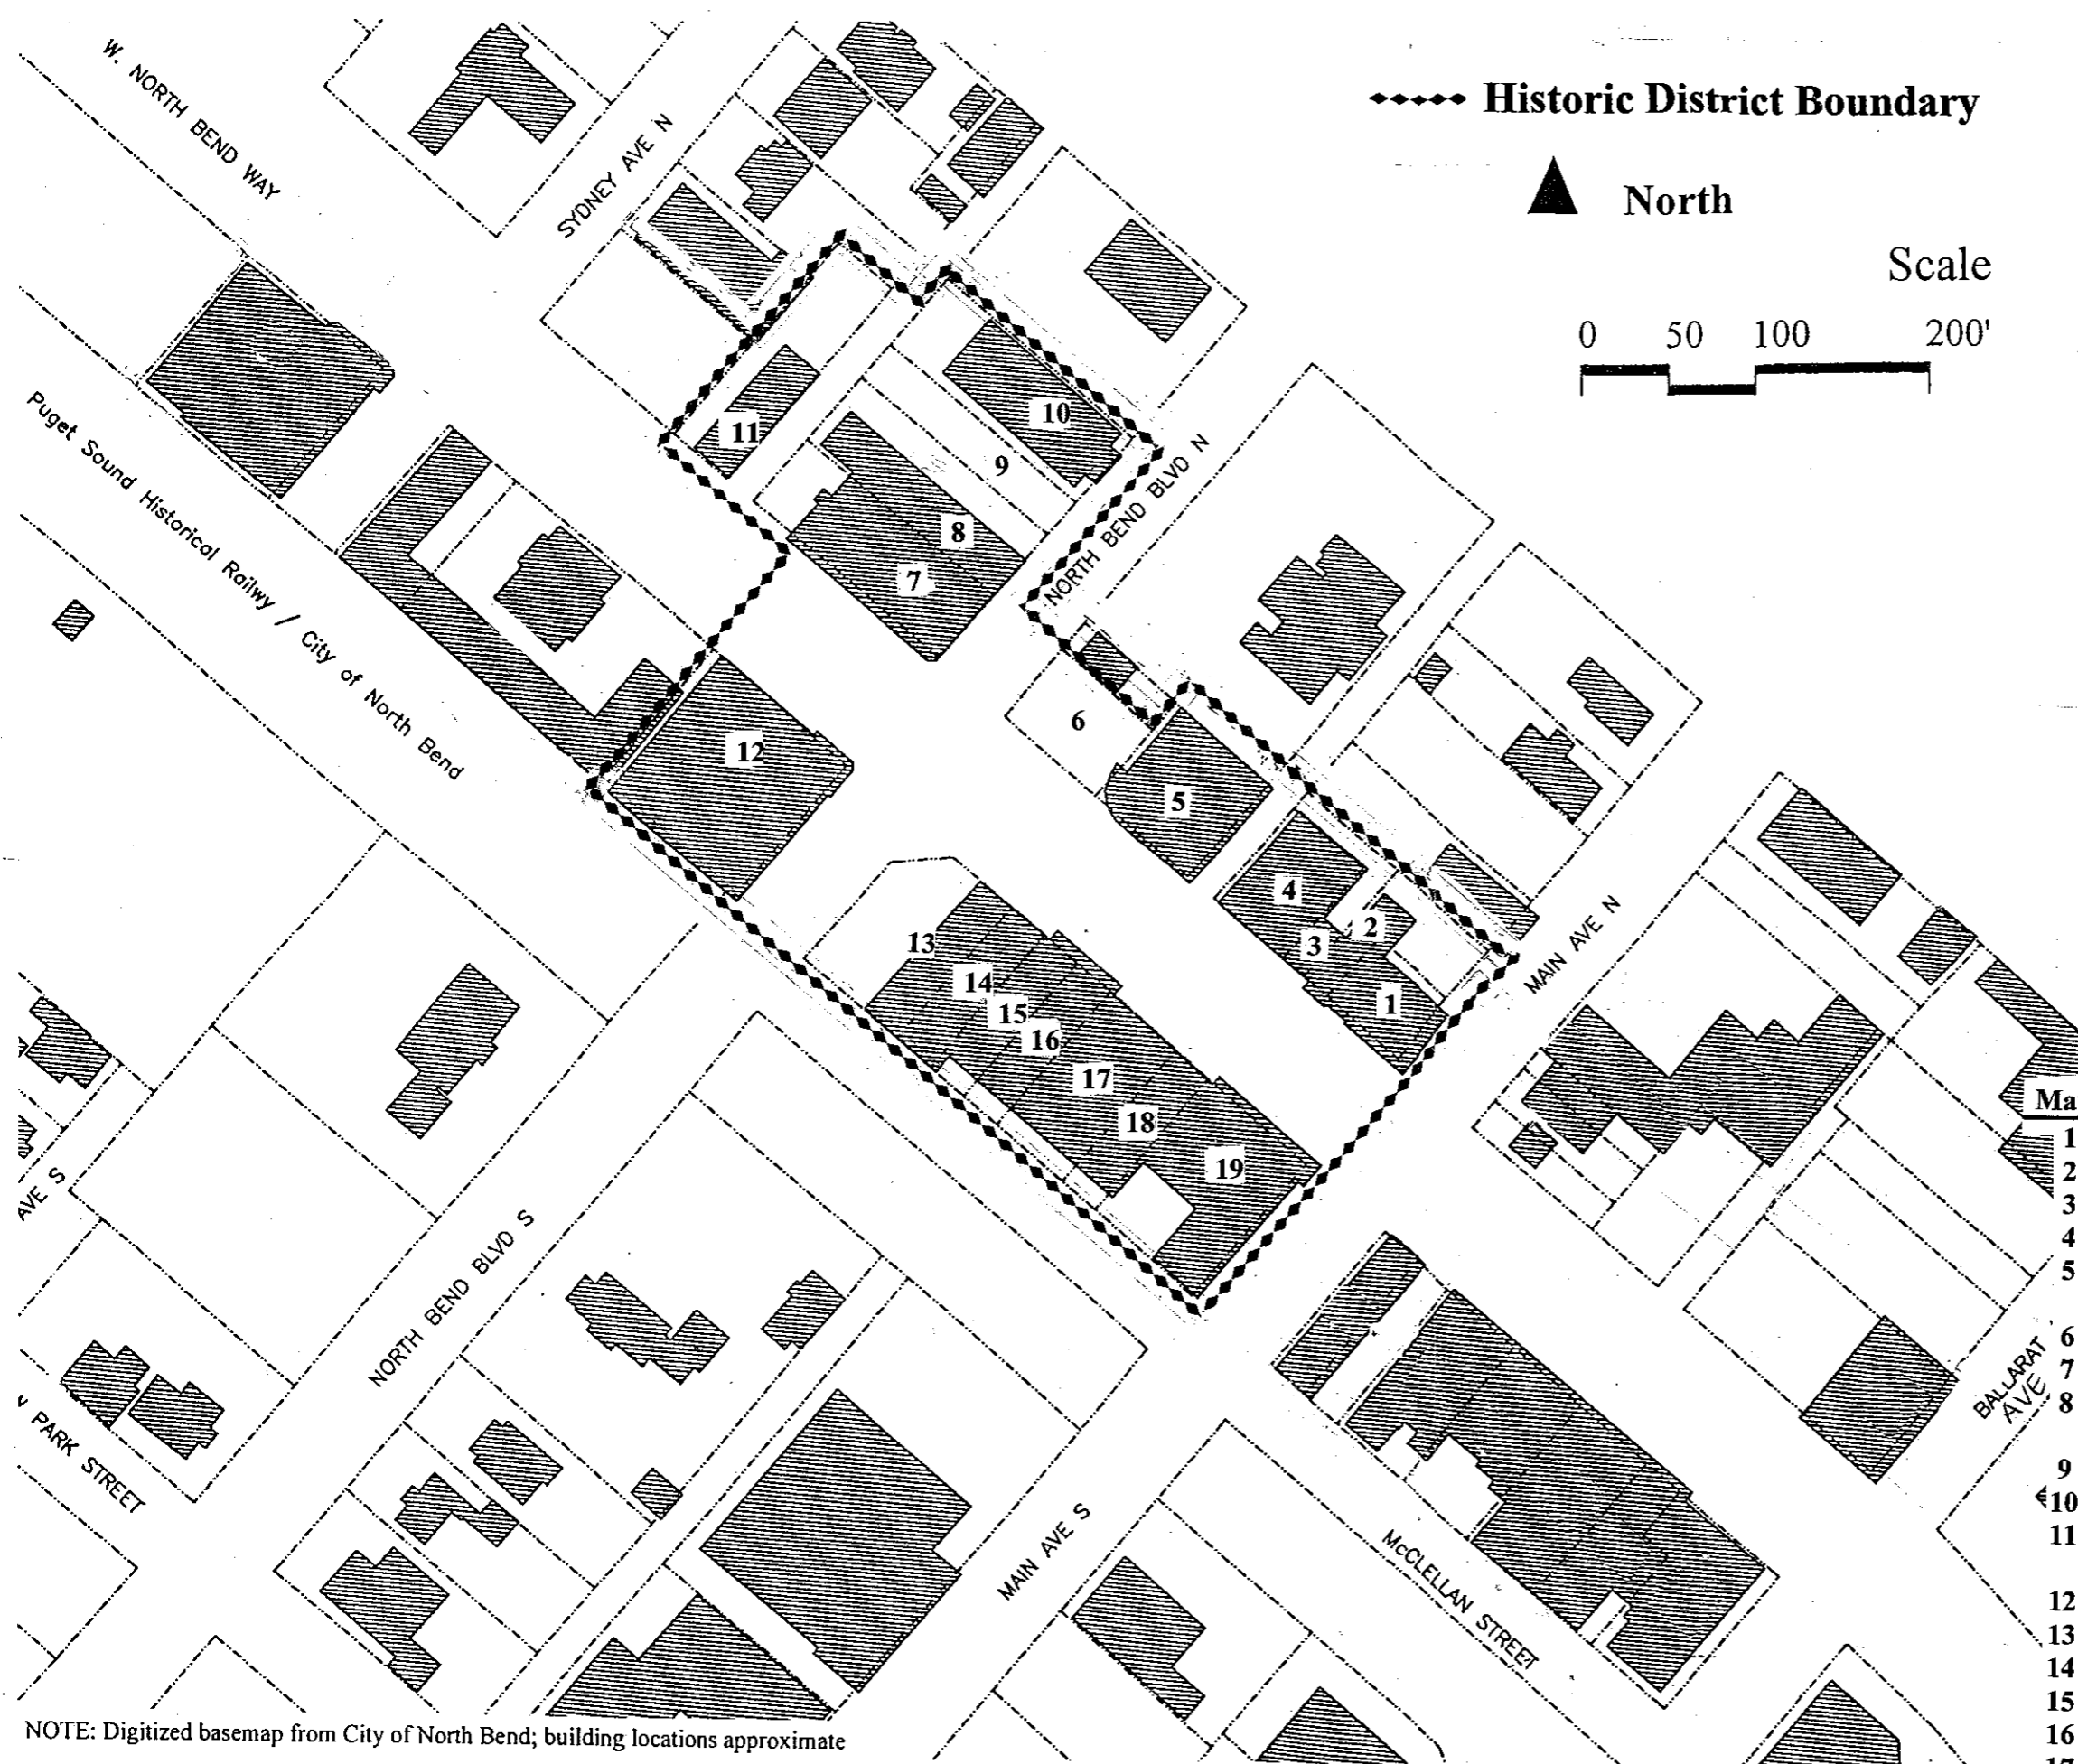 Historic District Boundary
North
Scale
0 50 100 200'
W. NORTH BEND WAY
SYDNEY AVE N
Puget Sound Historical Railwy / City of North Bend
NORTH BEND BLVD N
MAIN AVE N
11
10
9
8
7
6
12
5
4
2
3
1
13
14
15
16
17
18
19
AVE S
NORTH BEND BLVD S
PARK STREET
MAIN AVE S
McCLELLAN STREET
BALLARAT
AVE
Ma
1
2
3
4
5
6
7
8
9
10
11
12
13
14
15
16
NOTE: Digitized basemap from City of North Bend; building locations approximate